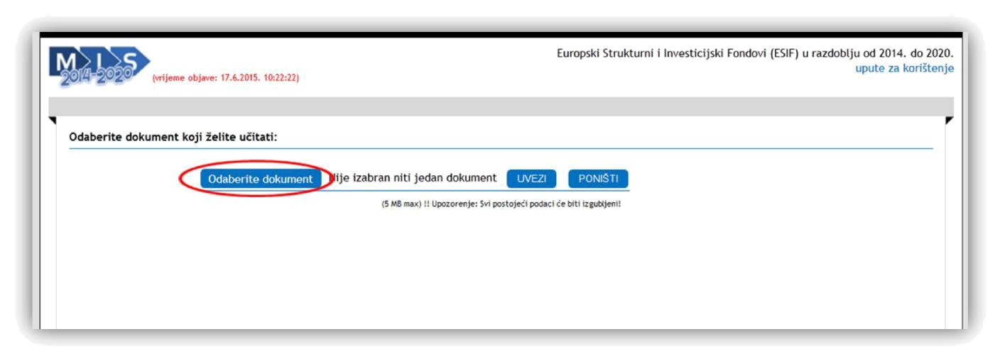 MIS
2014-2020
(vrijeme objave: 17.6.2015. 10:22:22)
Europski Strukturni i Investicijski Fondovi (ESIF) u razdoblju od 2014. do 2020.
upute za korištenje
Odaberite dokument koji želite učitati:
Odaberite dokument Nije izabran niti jedan dokument UVEZI PONIŠTI
(5 MB max) !! Upozorenje: Svi postojeći podaci će biti izgubljeni!